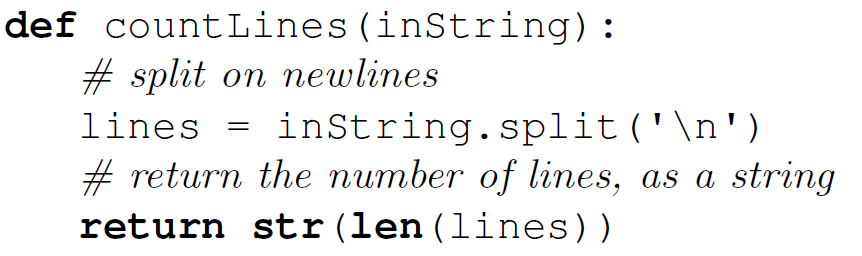 def countLines(inString):
# split on newlines
lines = inString.split('\n')
# return the number of lines, as a string
return str(len(lines))